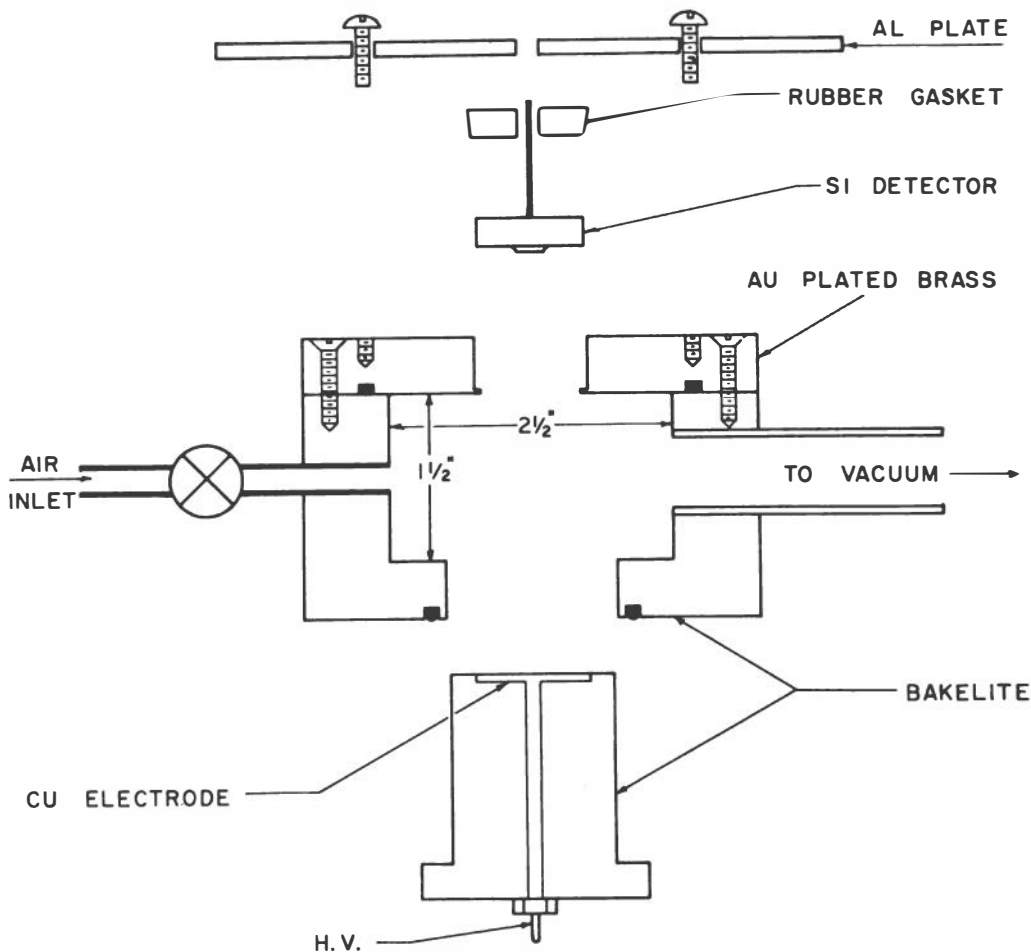 AL PLATE
RUBBER GASKET
SI DETECTOR
AU PLATED BRASS
2½"
1½"
AIR
INLET
TO VACUUM
BAKELITE
CU ELECTRODE
H.V.